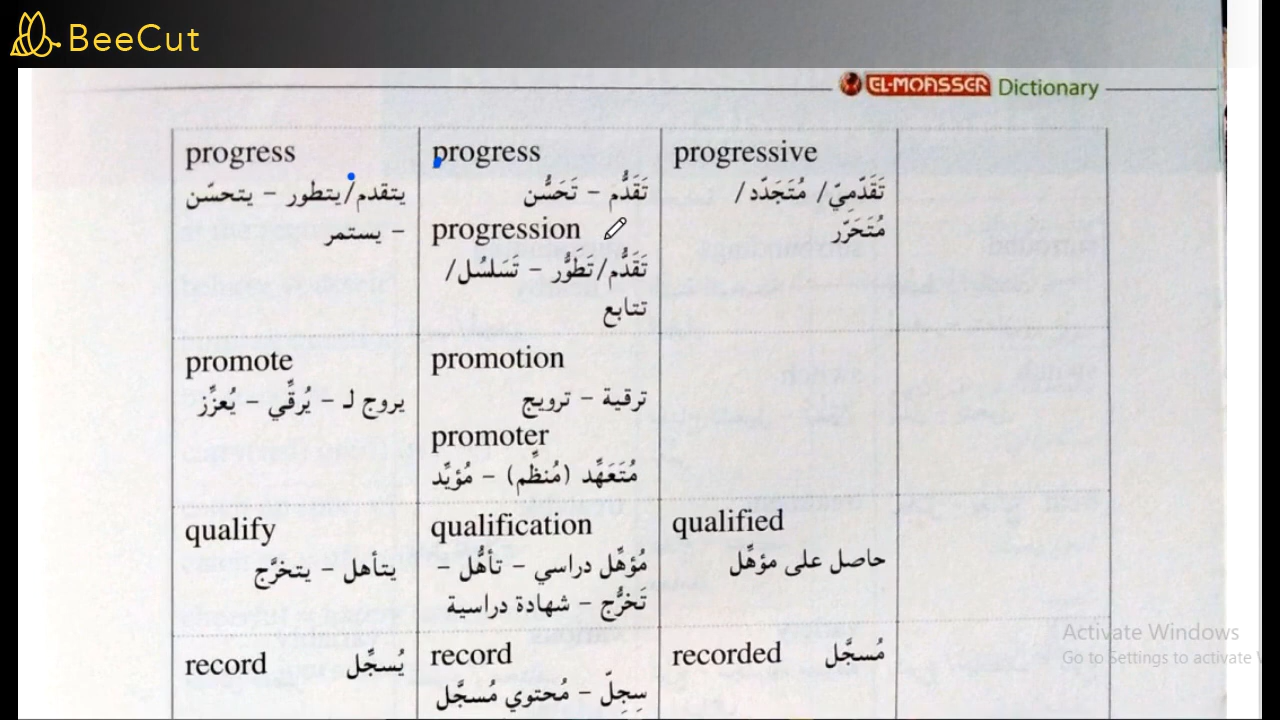 BeeCut
EL-MOASSER Dictionary
progress
يتقدم/يتطور – يتحسّن
– يستمر
progress
تَقَدُّم – تَحَسُّن
progression
تَقَدُّم/تَطَوُّر – تَسَلسُل/
تتابع
progressive
تَقَدّمِيّ/ مُتَجَدّد /
مُتَحَرّر
promote
يروج لـ – يُرقِّي – يُعزِّز
promotion
ترقية – ترويج
promoter
مُتَعَهِّد (مُنظِّم) – مُؤيِّد
qualify
يتأهل – يتخرَّج
qualification
مُؤهِّل دراسي – تأهُّل –
تَخرُّج – شهادة دراسية
qualified
حاصل على مؤهِّل
record يُسجِّل
record
سِجِلّ – مُحتوي مُسجَّل
recorded مُسجَّل
Activate Windows
Go to Settings to activate